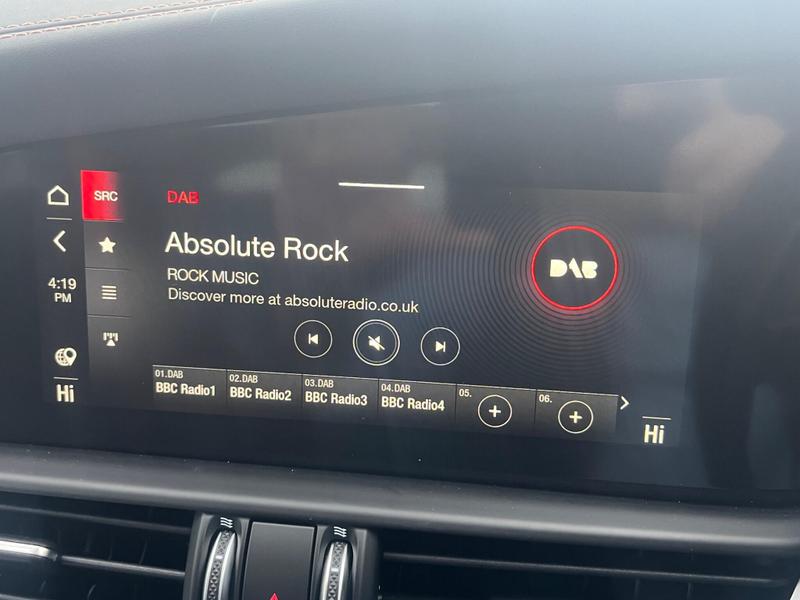 SRC
DAB
Absolute Rock
ROCK MUSIC
Discover more at absoluteradio.co.uk
DAB
4:19
PM
01.DAB
BBC Radio1
02.DAB
BBC Radio2
03.DAB
BBC Radio3
04.DAB
BBC Radio4
05.
06.
Hi
Hi